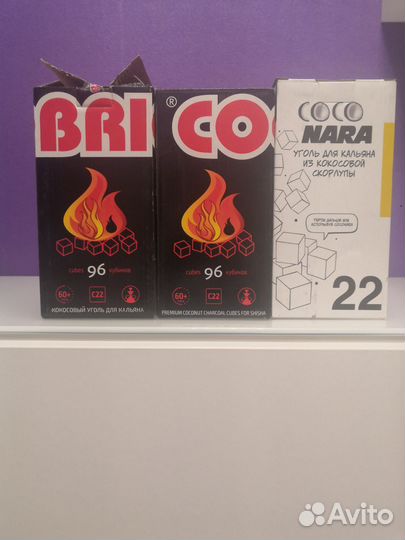 BRI
cubes 96 кубиков
60+ C22
КОКОСОВЫЙ УГОЛЬ ДЛЯ КАЛЬЯНА
® CO
cubes 96 кубиков
60+ C22
PREMIUM COCONUT CHARCOAL CUBES FOR SHISHA
COCO
NARA
УГОЛЬ ДЛЯ КАЛЬЯНА
ИЗ КОКОСОВОЙ
СКОРЛУПЫ
22
Avito